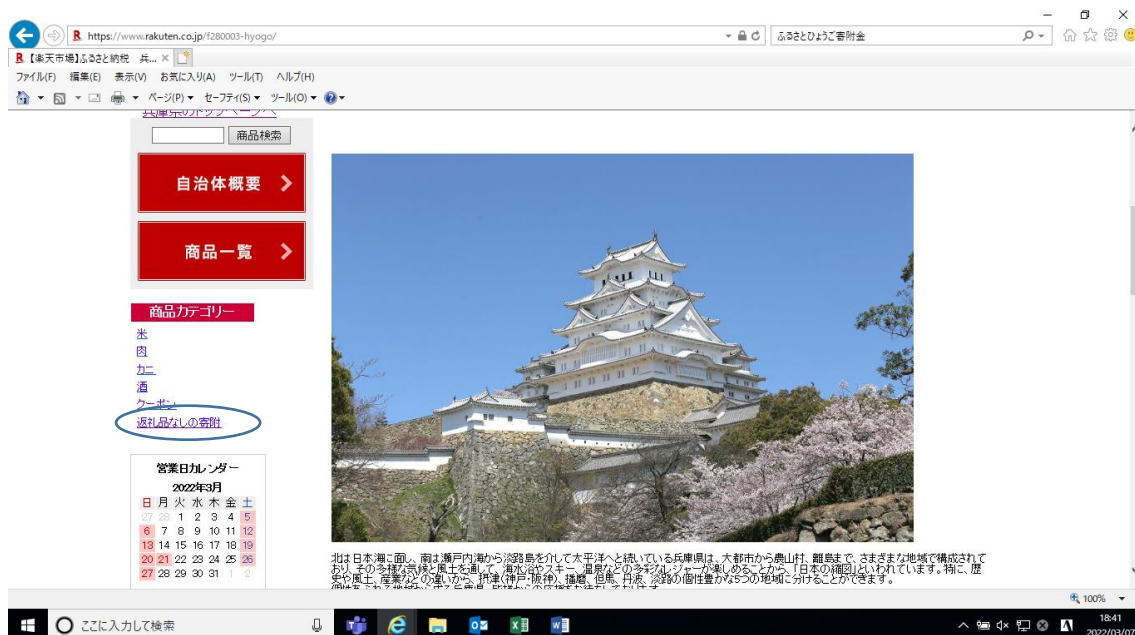 https://www.rakuten.co.jp/f280003-hyogo/
ふるさとひょうご寄附金
【楽天市場】ふるさと納税 兵...
ファイル(F) 編集(E) 表示(V) お気に入り(A) ツール(T) ヘルプ(H)
ページ(P) セーフティ(S) ツール(O)
兵庫県のトップページへ
商品検索
自治体概要
商品一覧
商品カテゴリー
米
肉
カニ
酒
クーポン
返礼品なしの寄附
営業日カレンダー
2022年3月
日 月 火 水 木 金 土
27 28 1 2 3 4 5
6 7 8 9 10 11 12
13 14 15 16 17 18 19
20 21 22 23 24 25 26
27 28 29 30 31 1 2
北は日本海に面し、南は瀬戸内海から淡路島を介して太平洋へと続いている兵庫県は、大都市から農山村、離島まで、さまざまな地域で構成されて
おり、その多様な気候と風土を通して、海水浴やスキー、温泉などの多彩なレジャーが楽しめることから、「日本の縮図」といわれています。特に、歴
史や風土、産業などの違いから、摂津(神戸・阪神)、播磨、但馬、丹波、淡路の個性豊かな5つの地域に分けることができます。
100%
ここに入力して検索
18:41
2022/03/07